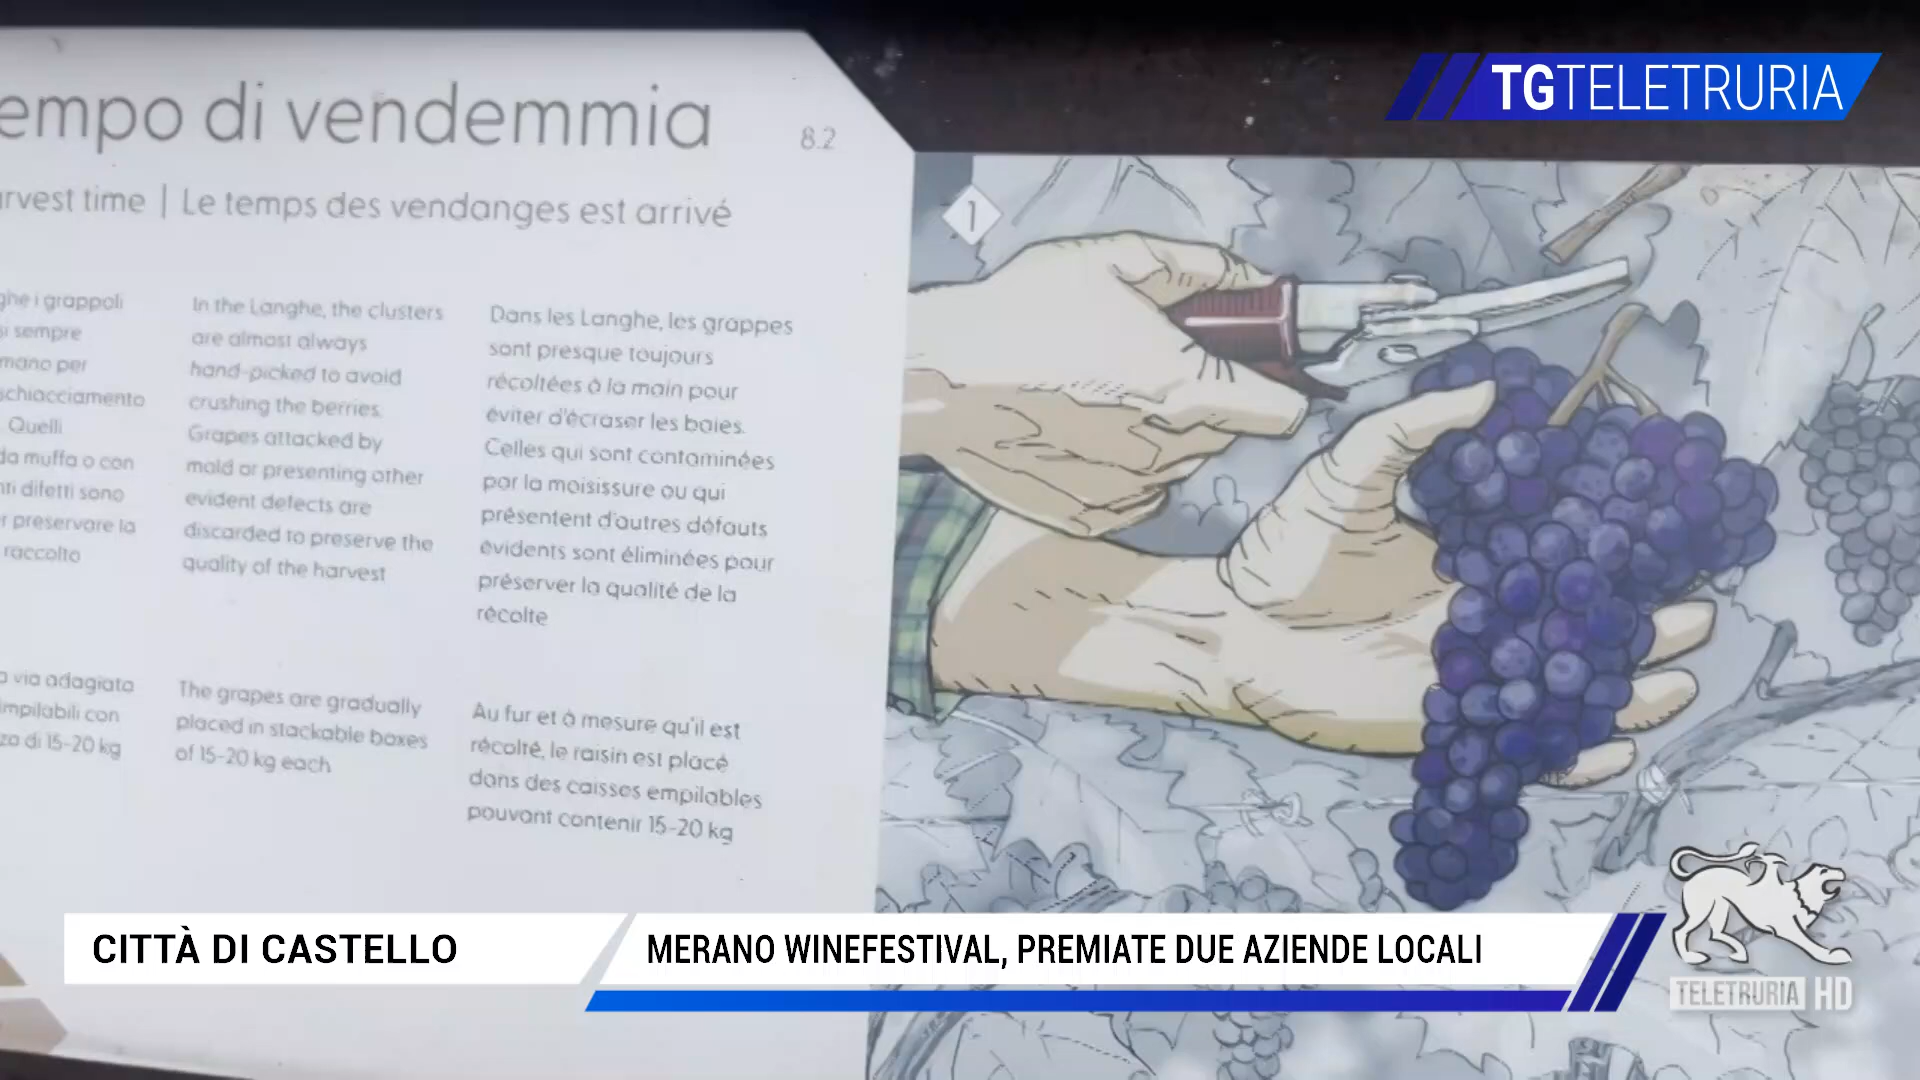 TGTELETRURIA
empo di vendemmia
8.2
rvest time | Le temps des vendanges est arrivé
1
ghe i grappoli
si sempre
mano per
schiacciamento
Quelli
da muffa o con
nti difetti sono
r preservare la
raccolto
In the Langhe, the clusters
are almost always
hand-picked to avoid
crushing the berries.
Grapes attacked by
mold or presenting other
evident defects are
discarded to preserve the
quality of the harvest
Dans les Langhe, les grappes
sont presque toujours
récoltées à la main pour
éviter d'écraser les baies.
Celles qui sont contaminées
par la moisissure ou qui
présentent d'autres défauts
évidents sont éliminées pour
préserver la qualité de la
récolte
a via adagiata
impilabili con
za di 15-20 kg
The grapes are gradually
placed in stackable boxes
of 15-20 kg each
Au fur et à mesure qu'il est
récolté, le raisin est placé
dans des caisses empilables
pouvant contenir 15-20 kg
CITTÀ DI CASTELLO
MERANO WINEFESTIVAL, PREMIATE DUE AZIENDE LOCALI
TELETRURIA HD